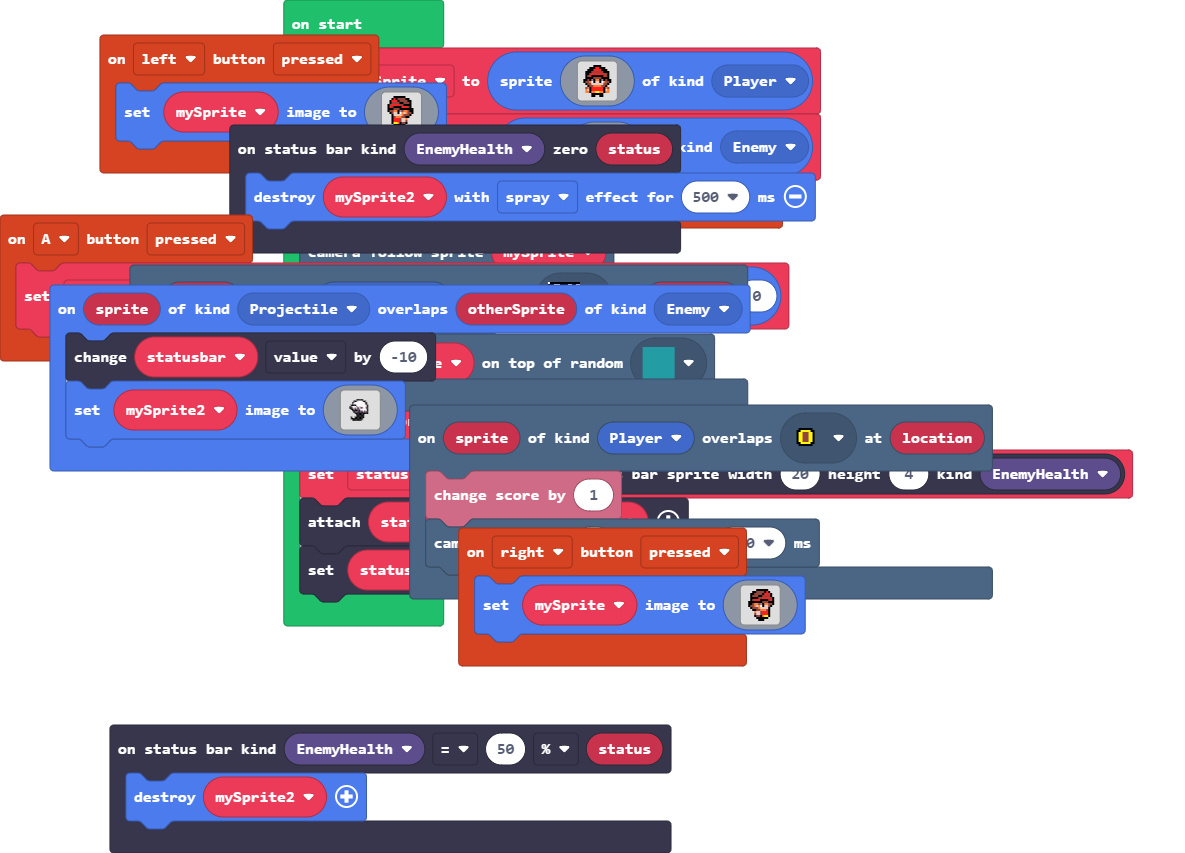 on start
on left button pressed
to sprite of kind Player
set mySprite image to
on status bar kind EnemyHealth zero status
kind Enemy
destroy mySprite2 with spray effect for 500 ms
on A button pressed
camera follow sprite mySprite
set
0
on sprite of kind Projectile overlaps otherSprite of kind Enemy
change statusbar value by -10
on top of random
set mySprite2 image to
on sprite of kind Player overlaps at location
set status bar sprite width 20 height 4 kind EnemyHealth
change score by 1
attach
cam ms
on right button pressed
set status
set mySprite image to
on status bar kind EnemyHealth = 50 % status
destroy mySprite2